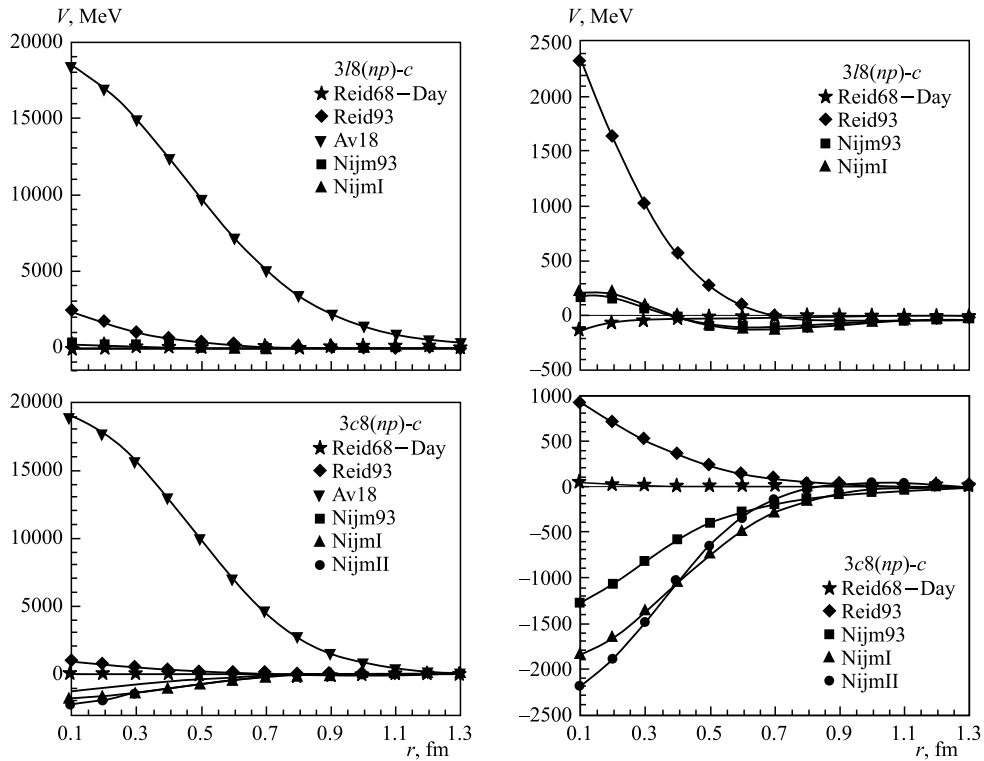 V, MeV
20000
15000
10000
5000
0
3l8(np)-c
Reid68−Day
Reid93
Av18
Nijm93
NijmI
V, MeV
2500
2000
1500
1000
500
0
−500
3l8(np)-c
Reid68−Day
Reid93
Nijm93
NijmI
20000
15000
10000
5000
0
3c8(np)-c
Reid68−Day
Reid93
Av18
Nijm93
NijmI
NijmII
0.1 0.3 0.5 0.7 0.9 1.1 1.3
r, fm
1000
500
0
−500
−1000
−1500
−2000
−2500
3c8(np)-c
Reid68−Day
Reid93
Nijm93
NijmI
NijmII
0.1 0.3 0.5 0.7 0.9 1.1 1.3
r, fm